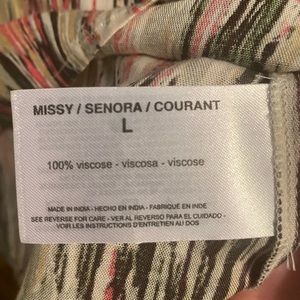 MISSY / SENORA / COURANT
L
100% viscose - viscosa - viscose
MADE IN INDIA - HECHO EN INDIA - FABRIQUÉ EN INDE
SEE REVERSE FOR CARE - VER AL REVERSO PARA EL CUIDADO -
VOIR LES INSTRUCTIONS D'ENTRETIEN AU DOS